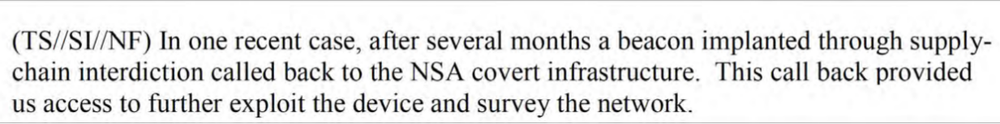 (TS//SI//NF) In one recent case, after several months a beacon implanted through supply-
chain interdiction called back to the NSA covert infrastructure.  This call back provided
us access to further exploit the device and survey the network.